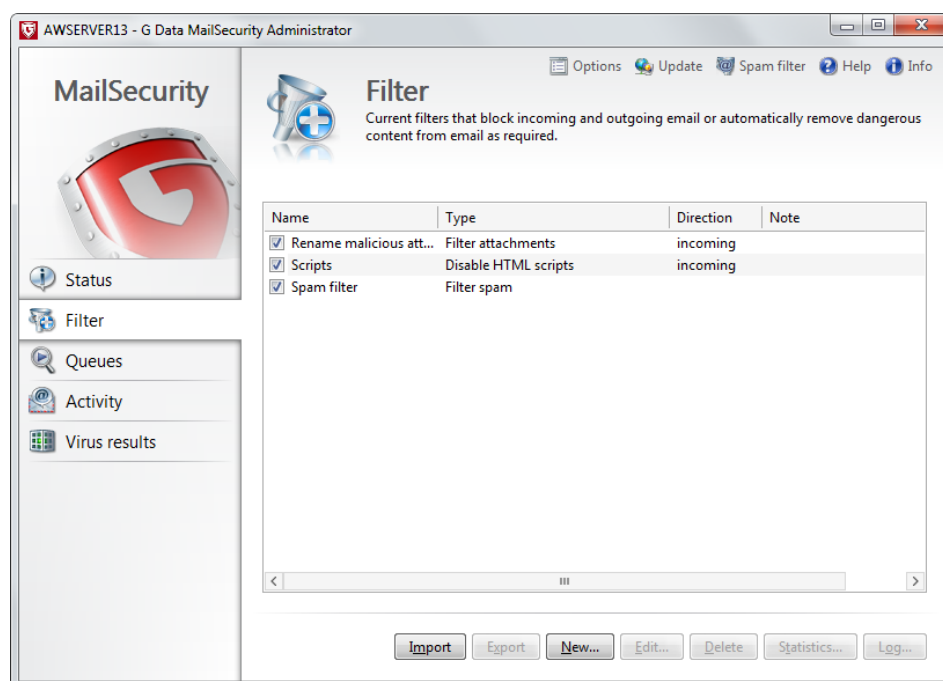 AWSERVER13 - G Data MailSecurity Administrator
MailSecurity
Options Update Spam filter Help Info
Filter
Current filters that block incoming and outgoing email or automatically remove dangerous
content from email as required.
Name Type Direction Note
Rename malicious att... Filter attachments incoming
Scripts Disable HTML scripts incoming
Spam filter Filter spam
Status
Filter
Queues
Activity
Virus results
Import Export New... Edit... Delete Statistics... Log...